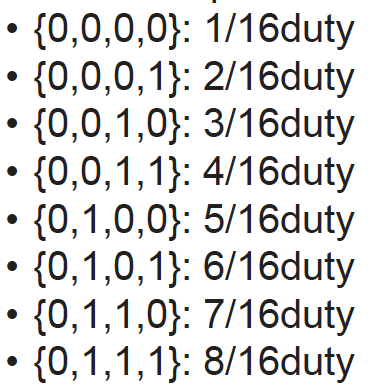 • {0,0,0,0}: 1/16duty
• {0,0,0,1}: 2/16duty
• {0,0,1,0}: 3/16duty
• {0,0,1,1}: 4/16duty
• {0,1,0,0}: 5/16duty
• {0,1,0,1}: 6/16duty
• {0,1,1,0}: 7/16duty
• {0,1,1,1}: 8/16duty